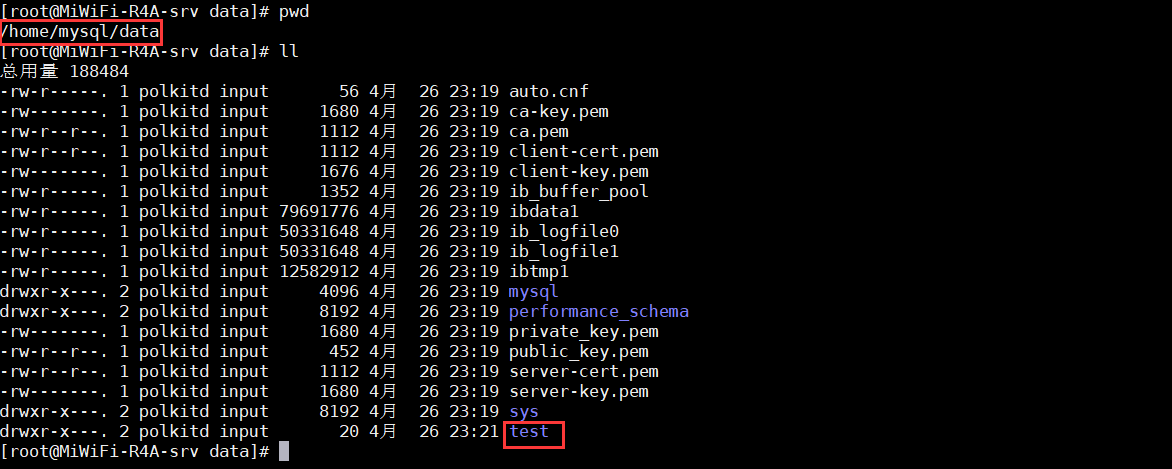 [root@MiWiFi-R4A-srv data]# pwd
/home/mysql/data
[root@MiWiFi-R4A-srv data]# ll
总用量 188484
-rw-r-----. 1 polkitd input       56 4月  26 23:19 auto.cnf
-rw-------. 1 polkitd input     1680 4月  26 23:19 ca-key.pem
-rw-r--r--. 1 polkitd input     1112 4月  26 23:19 ca.pem
-rw-r--r--. 1 polkitd input     1112 4月  26 23:19 client-cert.pem
-rw-------. 1 polkitd input     1676 4月  26 23:19 client-key.pem
-rw-r-----. 1 polkitd input     1352 4月  26 23:19 ib_buffer_pool
-rw-r-----. 1 polkitd input 79691776 4月  26 23:19 ibdata1
-rw-r-----. 1 polkitd input 50331648 4月  26 23:19 ib_logfile0
-rw-r-----. 1 polkitd input 50331648 4月  26 23:19 ib_logfile1
-rw-r-----. 1 polkitd input 12582912 4月  26 23:19 ibtmp1
drwxr-x---. 2 polkitd input     4096 4月  26 23:19 mysql
drwxr-x---. 2 polkitd input     8192 4月  26 23:19 performance_schema
-rw-------. 1 polkitd input     1680 4月  26 23:19 private_key.pem
-rw-r--r--. 1 polkitd input      452 4月  26 23:19 public_key.pem
-rw-r--r--. 1 polkitd input     1112 4月  26 23:19 server-cert.pem
-rw-------. 1 polkitd input     1680 4月  26 23:19 server-key.pem
drwxr-x---. 2 polkitd input     8192 4月  26 23:19 sys
drwxr-x---. 2 polkitd input       20 4月  26 23:21 test
[root@MiWiFi-R4A-srv data]#